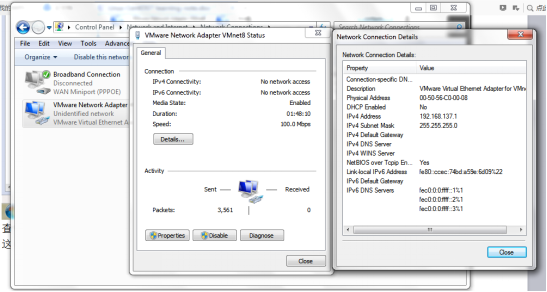 Control Panel
Network and Internet
Network Connections
Search Network Connections
File Edit View Tools Advanced
Organize
Disable this network
Broadband Connection
Disconnected
WAN Miniport (PPPOE)
VMware Network Adapter
Unidentified network
VMware Virtual Ethernet A
VMware Network Adapter VMnet8 Status
General
Connection
IPv4 Connectivity: No network access
IPv6 Connectivity: No network access
Media State: Enabled
Duration: 01:48:10
Speed: 100.0 Mbps
Details...
Activity
Sent Received
Packets: 3,561 0
Properties Disable Diagnose
Close
Network Connection Details
Network Connection Details:
Property Value
Connection-specific DN...
Description VMware Virtual Ethernet Adapter for VMn
Physical Address 00-50-56-C0-00-08
DHCP Enabled No
IPv4 Address 192.168.137.1
IPv4 Subnet Mask 255.255.255.0
IPv4 Default Gateway
IPv4 DNS Server
IPv4 WINS Server
NetBIOS over Tcpip En... Yes
Link-local IPv6 Address fe80::ccec:74bd:a59e:6d09%22
IPv6 Default Gateway
IPv6 DNS Servers fec0:0:0:ffff::1%1
fec0:0:0:ffff::2%1
fec0:0:0:ffff::3%1
Close
查
这